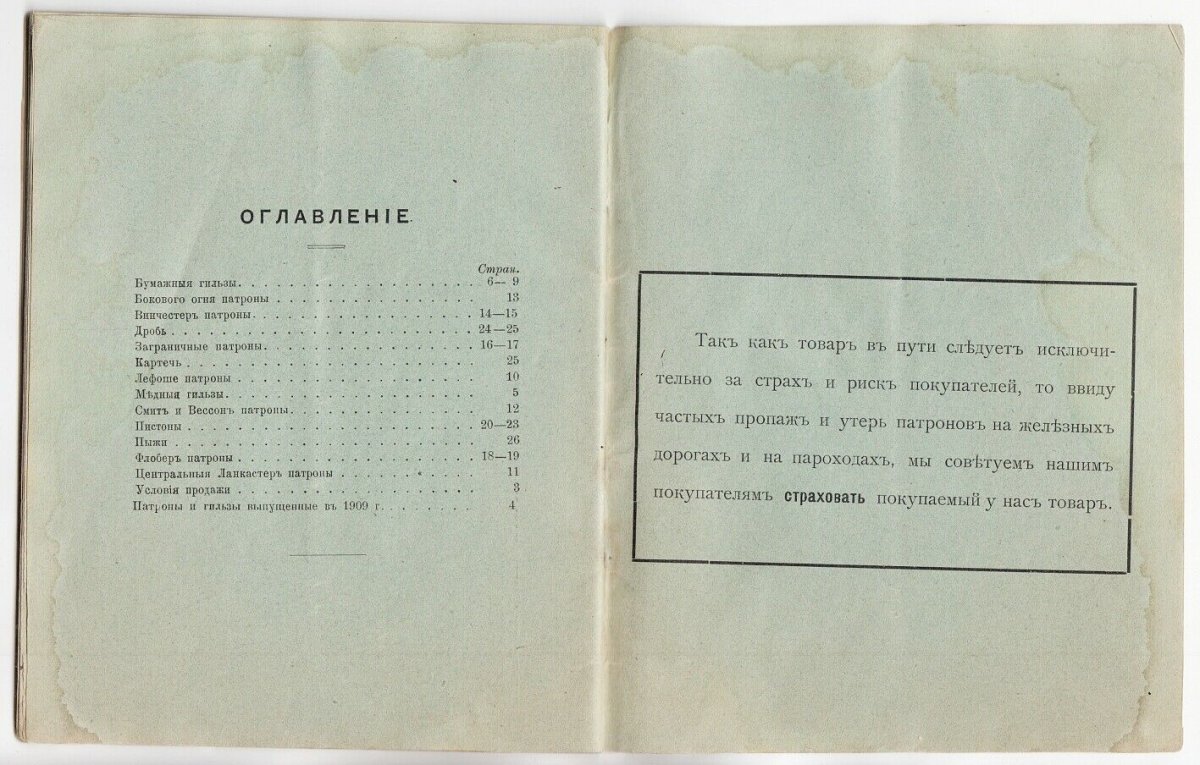 ОГЛАВЛЕНІЕ.
Стран.
Бумажныя гильзы. . . . . . . . . . . . . . . . . . . 6— 9
Бокового огня патроны . . . . . . . . . . . . . . . . 13
Винчестеръ патроны. . . . . . . . . . . . . . . . . . 14—15
Дробь . . . . . . . . . . . . . . . . . . . . . . . . 24—25
Заграничные патроны. . . . . . . . . . . . . . . . . 16—17
Картечь . . . . . . . . . . . . . . . . . . . . . . . 25
Лефоше патроны . . . . . . . . . . . . . . . . . . . 10
Мѣдныя гильзы. . . . . . . . . . . . . . . . . . . . 5
Смитъ и Вессонъ патроны. . . . . . . . . . . . . . . 12
Пистоны . . . . . . . . . . . . . . . . . . . . . . . 20—23
Пыжи . . . . . . . . . . . . . . . . . . . . . . . . 26
Флоберъ патроны . . . . . . . . . . . . . . . . . . . 18—19
Центральныя Ланкастеръ патроны . . . . . . . . . . . 11
Условія продажи . . . . . . . . . . . . . . . . . . . 3
Патроны и гильзы выпущенные въ 1909 г. . . . . . . . 4
Такъ какъ товаръ въ пути слѣдуетъ исключи-
тельно за страхъ и рискъ покупателей, то ввиду
частыхъ пропажъ и утерь патроновъ на желѣзныхъ
дорогахъ и на пароходахъ, мы совѣтуемъ нашимъ
покупателямъ страховать покупаемый у насъ товаръ.